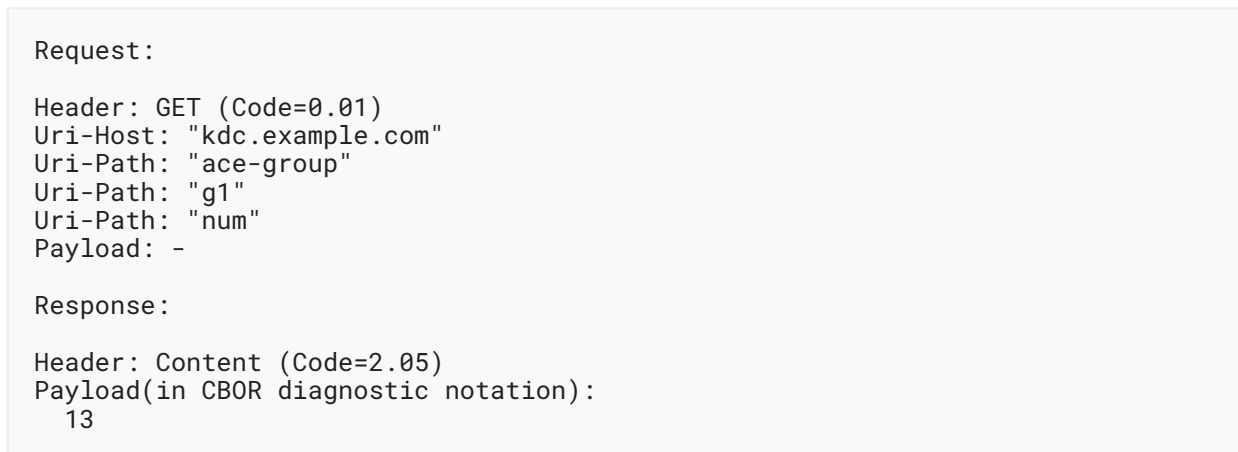 Request:
Header: GET (Code=0.01)
Uri-Host: "kdc.example.com"
Uri-Path: "ace-group"
Uri-Path: "g1"
Uri-Path: "num"
Payload: -
Response:
Header: Content (Code=2.05)
Payload(in CBOR diagnostic notation):
  13